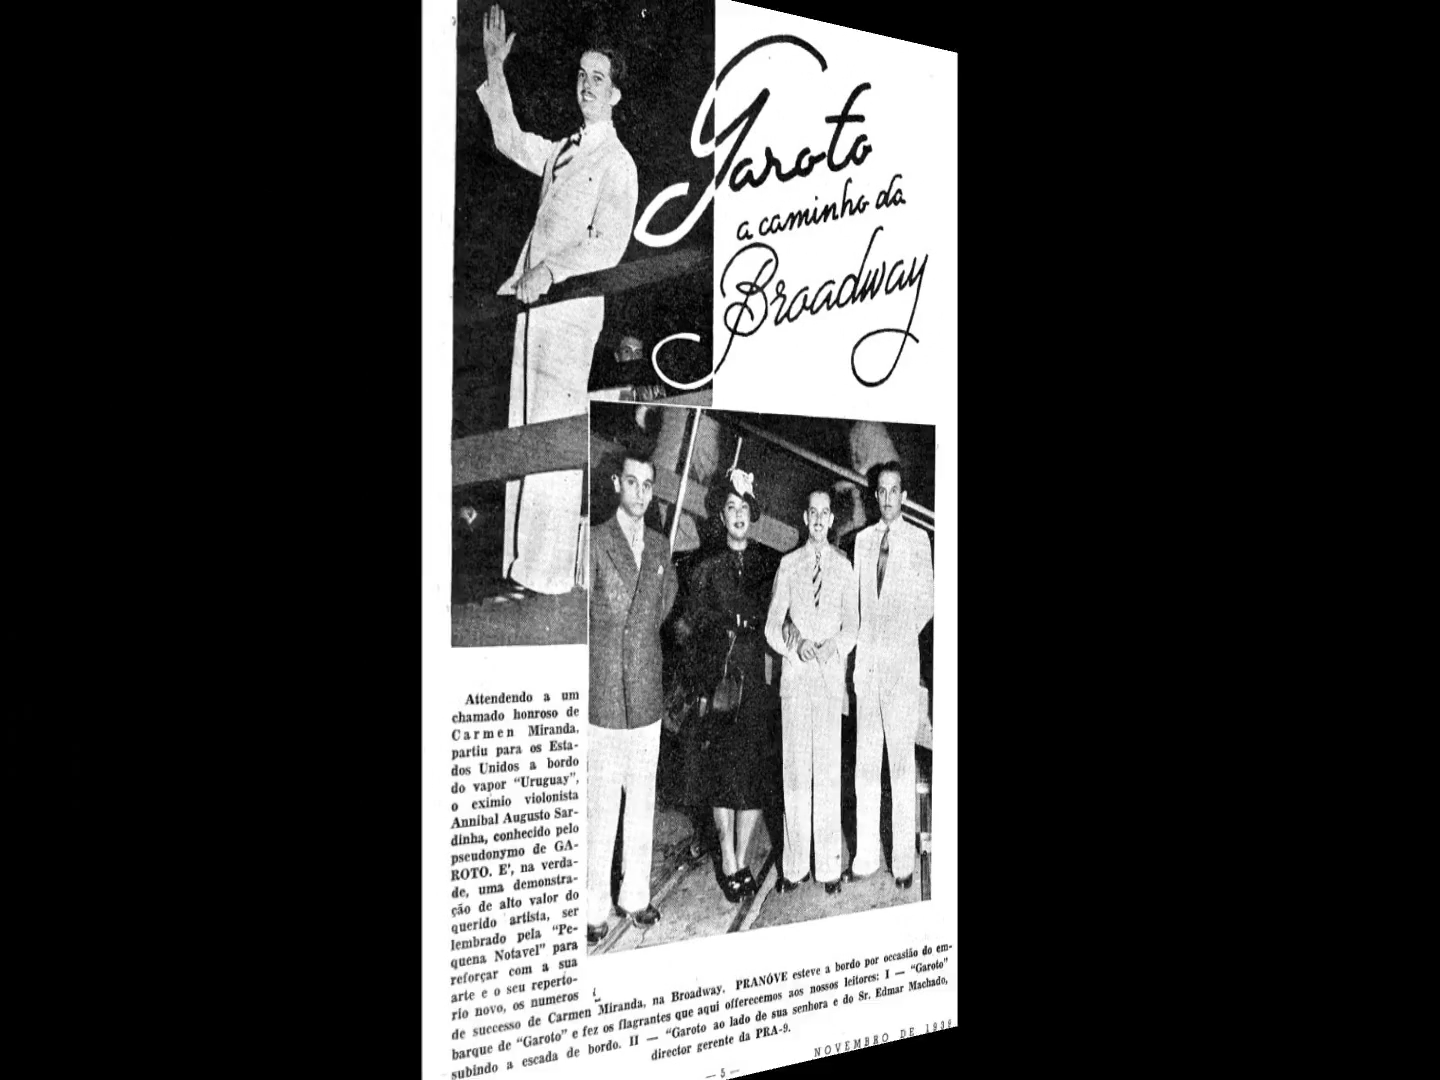 Garoto
a caminho da
Broadway
Attendendo a um
chamado honroso de
Carmen Miranda,
partiu para os Esta-
dos Unidos a bordo
do vapor "Uruguay",
o eximio violonista
Annibal Augusto Sar-
dinha, conhecido pelo
pseudonymo de GA-
ROTO. E', na verda-
de, uma demonstra-
ção de alto valor do
querido artista, ser
lembrado pela "Pe-
quena Notavel" para
reforçar com a sua
arte e o seu reperto-
rio novo, os numeros
de successo de Carmen Miranda, na Broadway. PRANÓVE esteve a bordo por occasião do em-
barque de "Garoto" e fez os flagrantes que aqui offerecemos aos nossos leitores: I — "Garoto"
subindo a escada de bordo. II — "Garoto ao lado de sua senhora e do Sr. Edmar Machado,
director gerente da PRA-9.
NOVEMBRO DE 1939
— 5 —